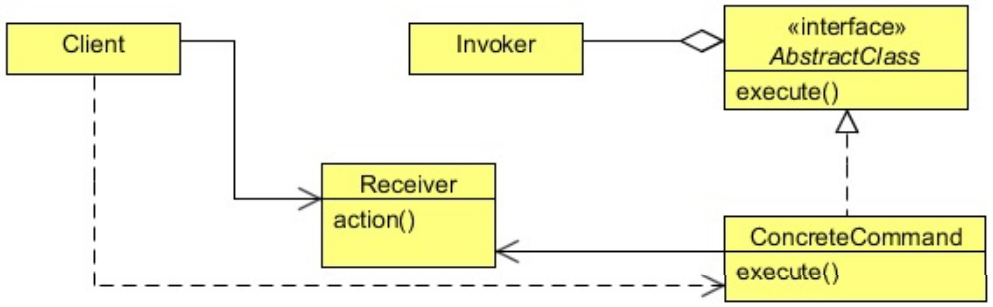 Client
Invoker
«interface»
AbstractClass
execute()
Receiver
action()
ConcreteCommand
execute()